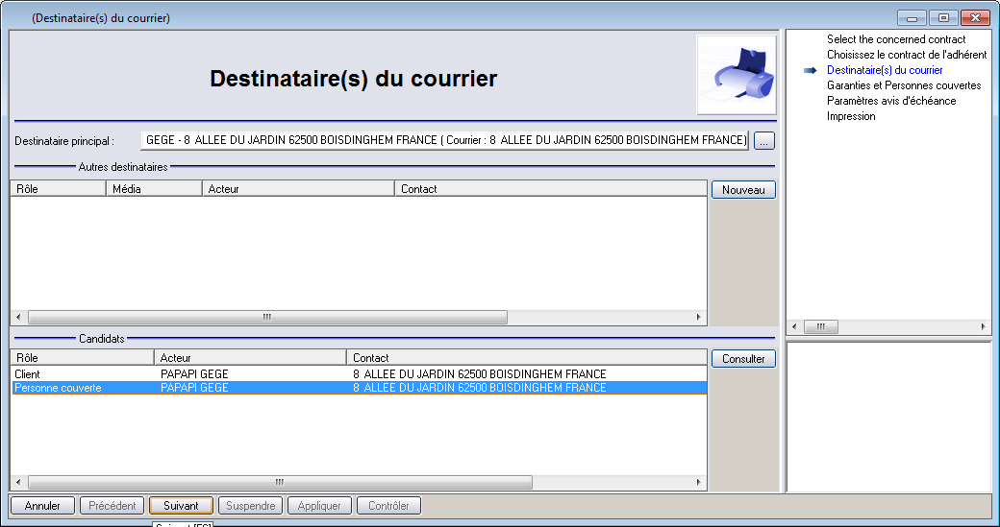 (Destinataire(s) du courrier)
Destinataire(s) du courrier
Destinataire principal :
GEGE - 8 ALLEE DU JARDIN 62500 BOISDINGHEM FRANCE ( Courrier : 8 ALLEE DU JARDIN 62500 BOISDINGHEM FRANCE)
...
Autres destinataires
Rôle Média Acteur Contact
Nouveau
Candidats
Rôle Acteur Contact
Consulter
Client PAPAPI GEGE 8 ALLEE DU JARDIN 62500 BOISDINGHEM FRANCE
Personne couverte PAPAPI GEGE 8 ALLEE DU JARDIN 62500 BOISDINGHEM FRANCE
Annuler Précédent Suivant Suspendre Appliquer Contrôler
Select the concerned contract
Choisissez le contrat de l'adhérent
Destinataire(s) du courrier
Garanties et Personnes couvertes
Paramètres avis d'échéance
Impression